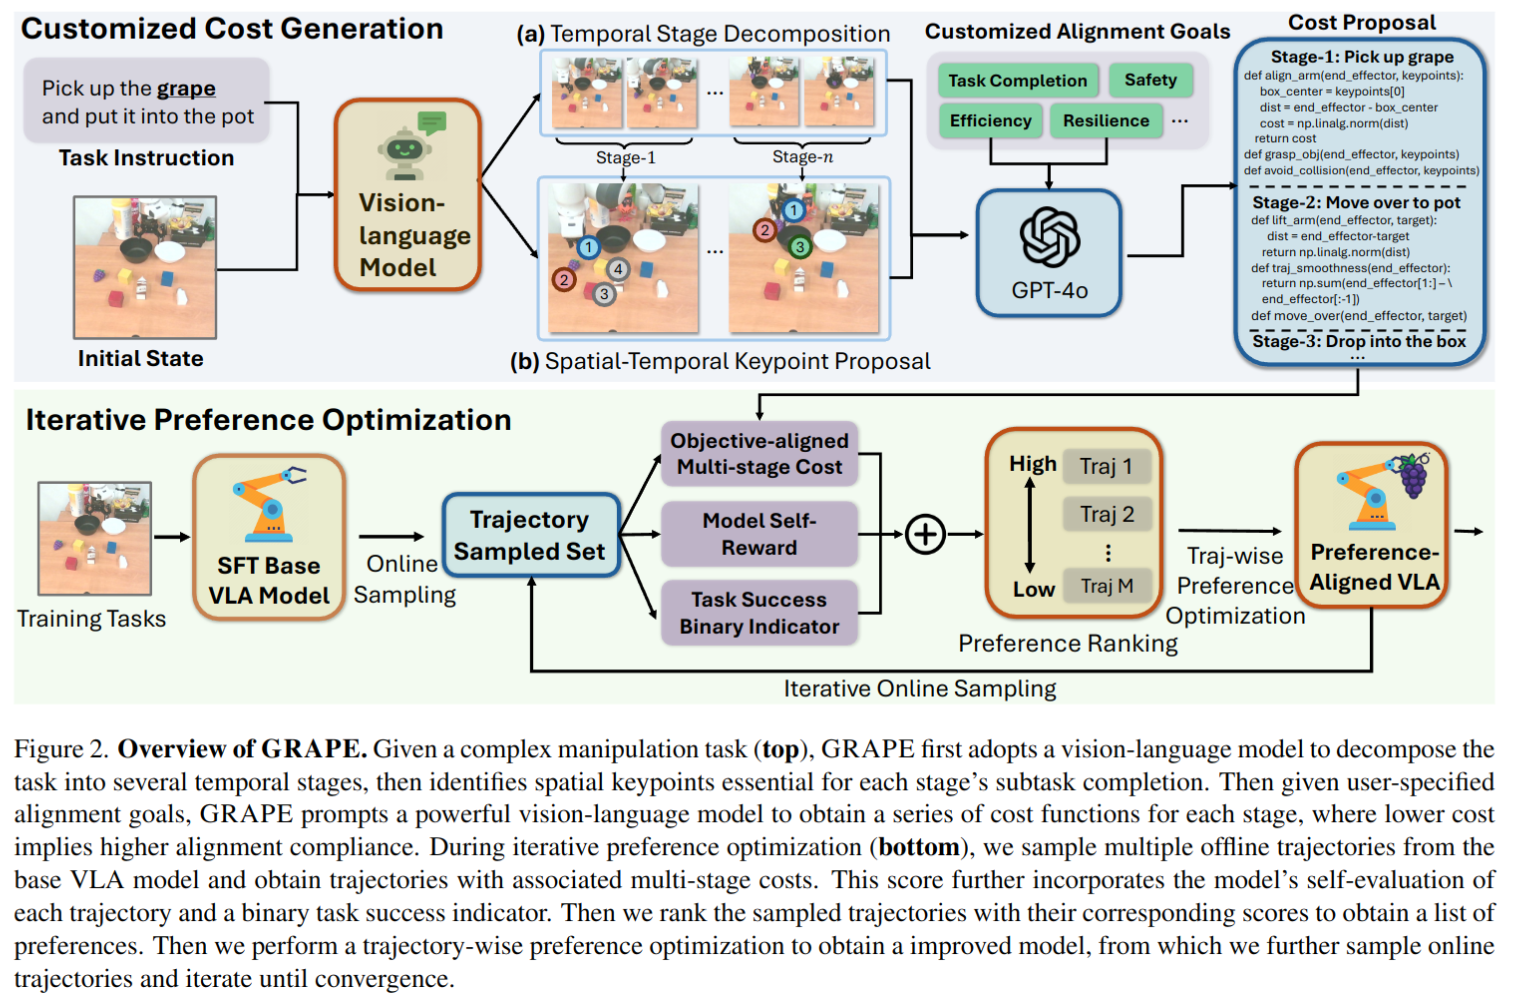 Customized Cost Generation
Pick up the grape
and put it into the pot
Task Instruction
Initial State
Vision-
language
Model
(a) Temporal Stage Decomposition
...
Stage-1
Stage-n
1
2
3
4
...
1
2
3
(b) Spatial-Temporal Keypoint Proposal
Customized Alignment Goals
Task Completion
Safety
Efficiency
Resilience
...
GPT-4o
Cost Proposal
Stage-1: Pick up grape
def align_arm(end_effector, keypoints):
box_center = keypoints[0]
dist = end_effector - box_center
cost = np.linalg.norm(dist)
return cost
def grasp_obj(end_effector, keypoints)
def avoid_collision(end_effector, keypoints)
Stage-2: Move over to pot
def lift_arm(end_effector, target):
dist = end_effector-target
return np.linalg.norm(dist)
def traj_smoothness(end_effector):
return np.sum(end_effector[1:] – \
end_effector[:-1])
def move_over(end_effector, target)
Stage-3: Drop into the box
...
Iterative Preference Optimization
Training Tasks
SFT Base
VLA Model
Online
Sampling
Trajectory
Sampled Set
Objective-aligned
Multi-stage Cost
Model Self-
Reward
Task Success
Binary Indicator
High
Low
Traj 1
Traj 2
⋮
Traj M
Preference Ranking
Traj-wise
Preference
Optimization
Preference-
Aligned VLA
Iterative Online Sampling
Figure 2. Overview of GRAPE. Given a complex manipulation task (top), GRAPE first adopts a vision-language model to decompose the
task into several temporal stages, then identifies spatial keypoints essential for each stage's subtask completion. Then given user-specified
alignment goals, GRAPE prompts a powerful vision-language model to obtain a series of cost functions for each stage, where lower cost
implies higher alignment compliance. During iterative preference optimization (bottom), we sample multiple offline trajectories from the
base VLA model and obtain trajectories with associated multi-stage costs. This score further incorporates the model's self-evaluation of
each trajectory and a binary task success indicator. Then we rank the sampled trajectories with their corresponding scores to obtain a list of
preferences. Then we perform a trajectory-wise preference optimization to obtain a improved model, from which we further sample online
trajectories and iterate until convergence.